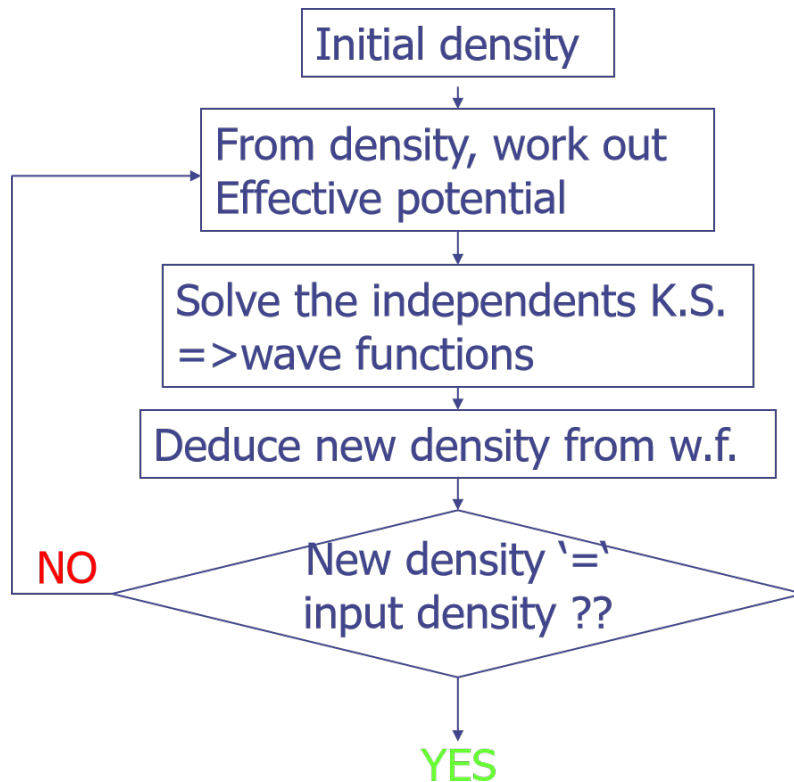 Initial density
From density, work out
Effective potential
Solve the independents K.S.
=>wave functions
Deduce new density from w.f.
New density ‘=‘
input density ??
NO
YES